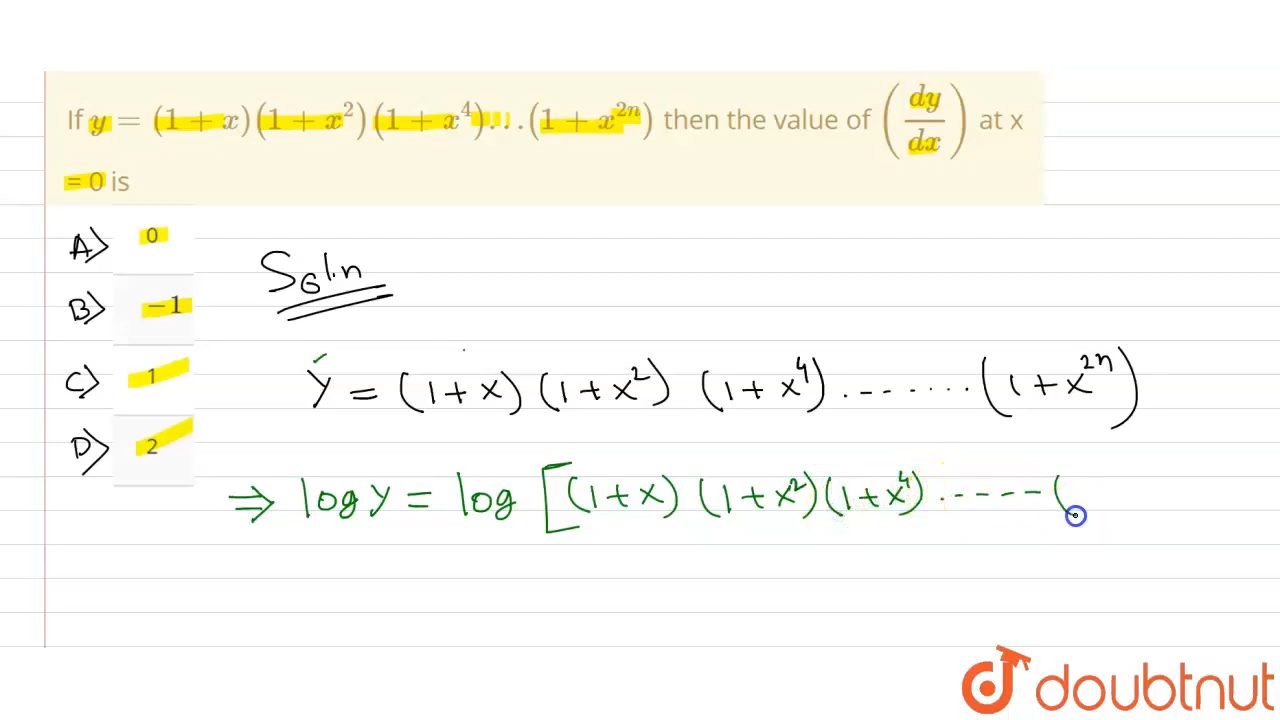 If y = (1 + x)(1 + x²)(1 + x⁴)...(1 + x²ⁿ) then the value of (dy/dx) at x
= 0 is
A) 0
B) −1
C) 1
D) 2
Soln
y = (1 + x) (1 + x²) (1 + x⁴) ........... (1 + x²ⁿ)
⇒ log y = log [(1 + x) (1 + x²)(1 + x⁴) ------ (
doubtnut